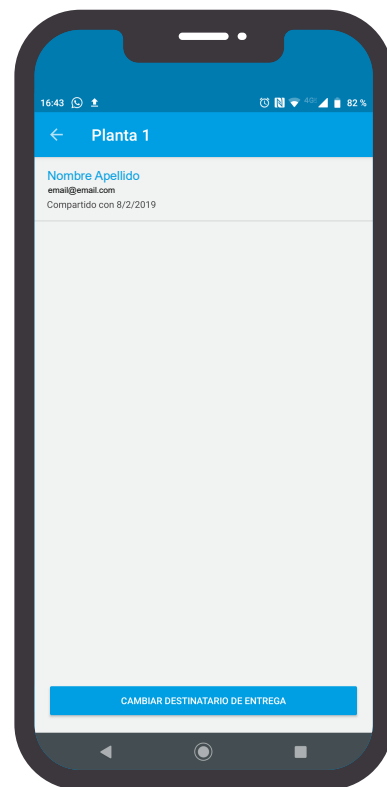 16:43 4G 82 %
Planta 1
Nombre Apellido
email@email.com
Compartido con 8/2/2019
CAMBIAR DESTINATARIO DE ENTREGA